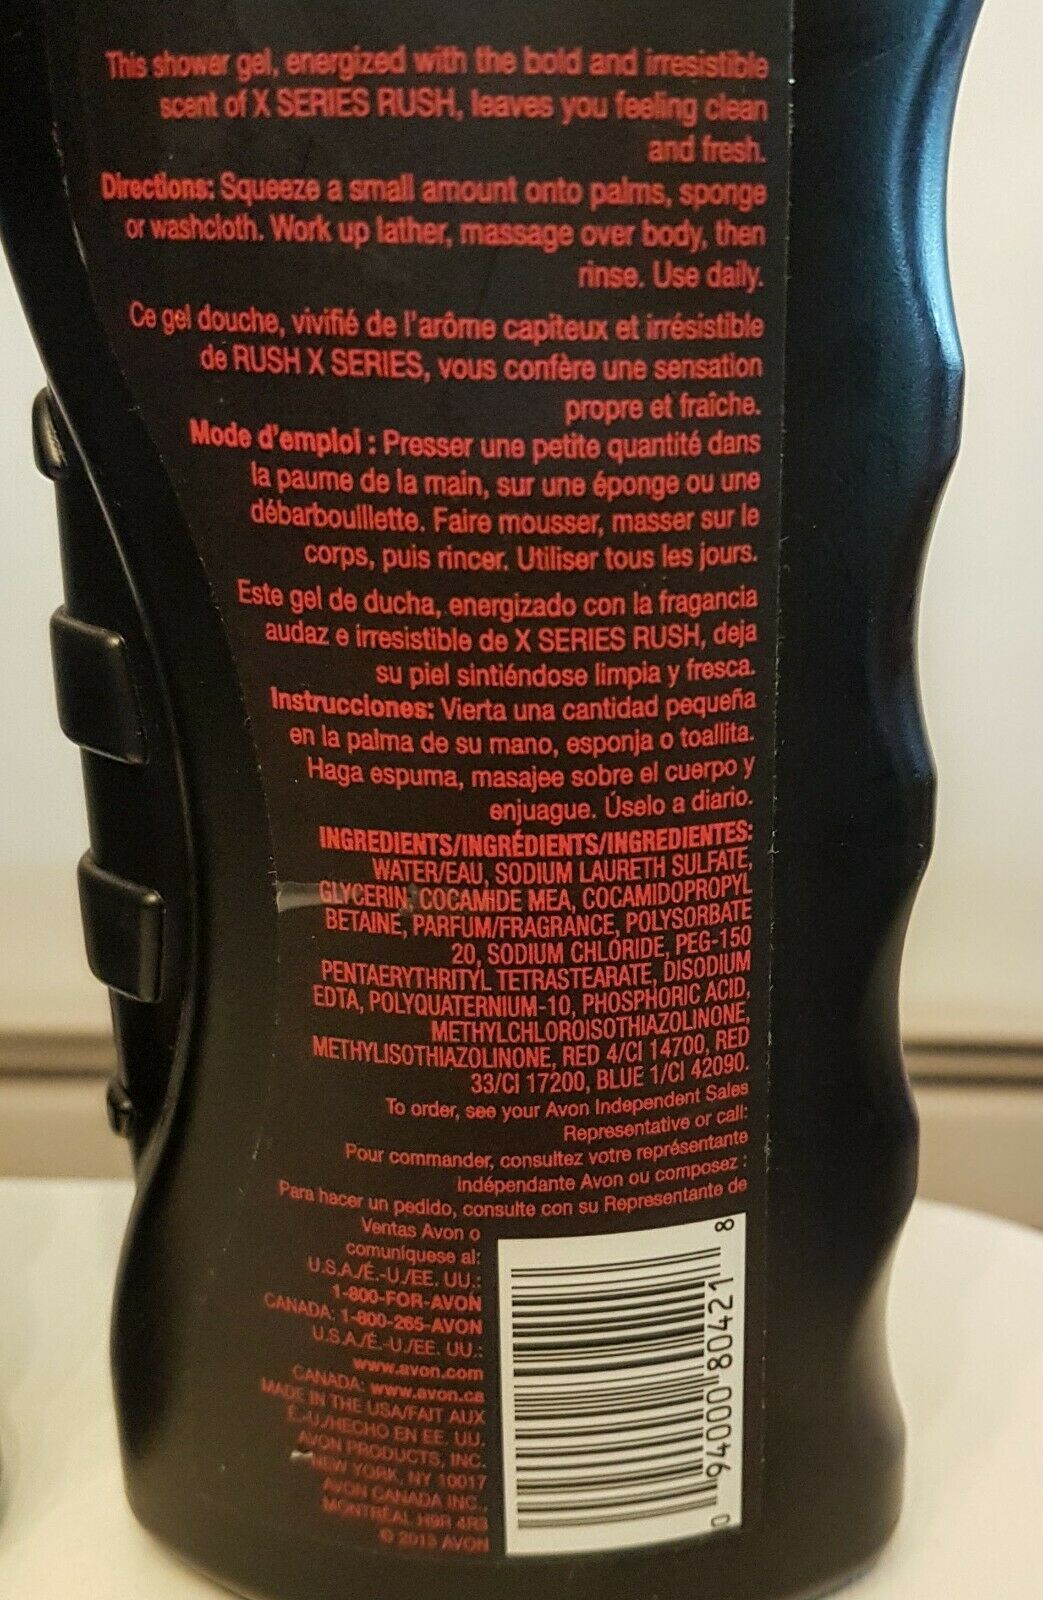 This shower gel, energized with the bold and irresistible
scent of X SERIES RUSH, leaves you feeling clean
and fresh.
Directions: Squeeze a small amount onto palms, sponge
or washcloth. Work up lather, massage over body, then
rinse. Use daily.
Ce gel douche, vivifié de l'arôme capiteux et irrésistible
de RUSH X SERIES, vous confère une sensation
propre et fraîche.
Mode d'emploi : Presser une petite quantité dans
la paume de la main, sur une éponge ou une
débarbouillette. Faire mousser, masser sur le
corps, puis rincer. Utiliser tous les jours.
Este gel de ducha, energizado con la fragancia
audaz e irresistible de X SERIES RUSH, deja
su piel sintiéndose limpia y fresca.
Instrucciones: Vierta una cantidad pequeña
en la palma de su mano, esponja o toallita.
Haga espuma, masajee sobre el cuerpo y
enjuague. Úselo a diario.
INGREDIENTS/INGRÉDIENTS/INGREDIENTES:
WATER/EAU, SODIUM LAURETH SULFATE,
GLYCERIN, COCAMIDE MEA, COCAMIDOPROPYL
BETAINE, PARFUM/FRAGRANCE, POLYSORBATE
20, SODIUM CHLORIDE, PEG-150
PENTAERYTHRITYL TETRASTEARATE, DISODIUM
EDTA, POLYQUATERNIUM-10, PHOSPHORIC ACID,
METHYLCHLOROISOTHIAZOLINONE,
METHYLISOTHIAZOLINONE, RED 4/CI 14700, RED
33/CI 17200, BLUE 1/CI 42090.
To order, see your Avon Independent Sales
Representative or call:
Pour commander, consultez votre représentante
indépendante Avon ou composez :
Para hacer un pedido, consulte con su Representante de
Ventas Avon o
comuníquese al:
U.S.A./É.-U./EE. UU.:
1-800-FOR-AVON
CANADA: 1-800-265-AVON
U.S.A./É.-U./EE. UU.:
www.avon.com
CANADA: www.avon.ca
MADE IN THE USA/FAIT AUX
É.-U./HECHO EN EE. UU.
AVON PRODUCTS, INC.
NEW YORK, NY 10017
AVON CANADA INC.,
MONTRÉAL H9R 4R3
© 2013 AVON
0 94000 80421 8